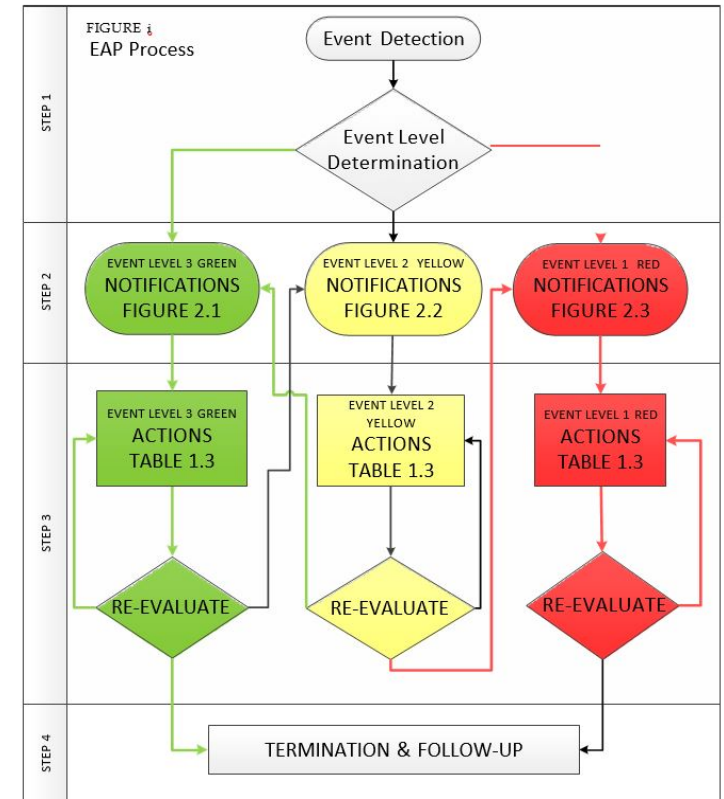 FIGURE i
EAP Process
Event Detection
STEP 1
Event Level
Determination
STEP 2
EVENT LEVEL 3 GREEN
NOTIFICATIONS
FIGURE 2.1
EVENT LEVEL 2 YELLOW
NOTIFICATIONS
FIGURE 2.2
EVENT LEVEL 1 RED
NOTIFICATIONS
FIGURE 2.3
STEP 3
EVENT LEVEL 3 GREEN
ACTIONS
TABLE 1.3
EVENT LEVEL 2
YELLOW
ACTIONS
TABLE 1.3
EVENT LEVEL 1 RED
ACTIONS
TABLE 1.3
RE-EVALUATE
RE-EVALUATE
RE-EVALUATE
STEP 4
TERMINATION & FOLLOW-UP